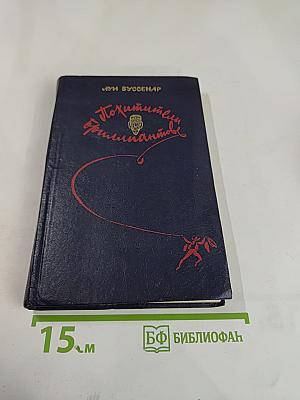 ЛУИ БУССЕНАР
Похитители
бриллиантов
15 см
БФ БИБЛИОФАН